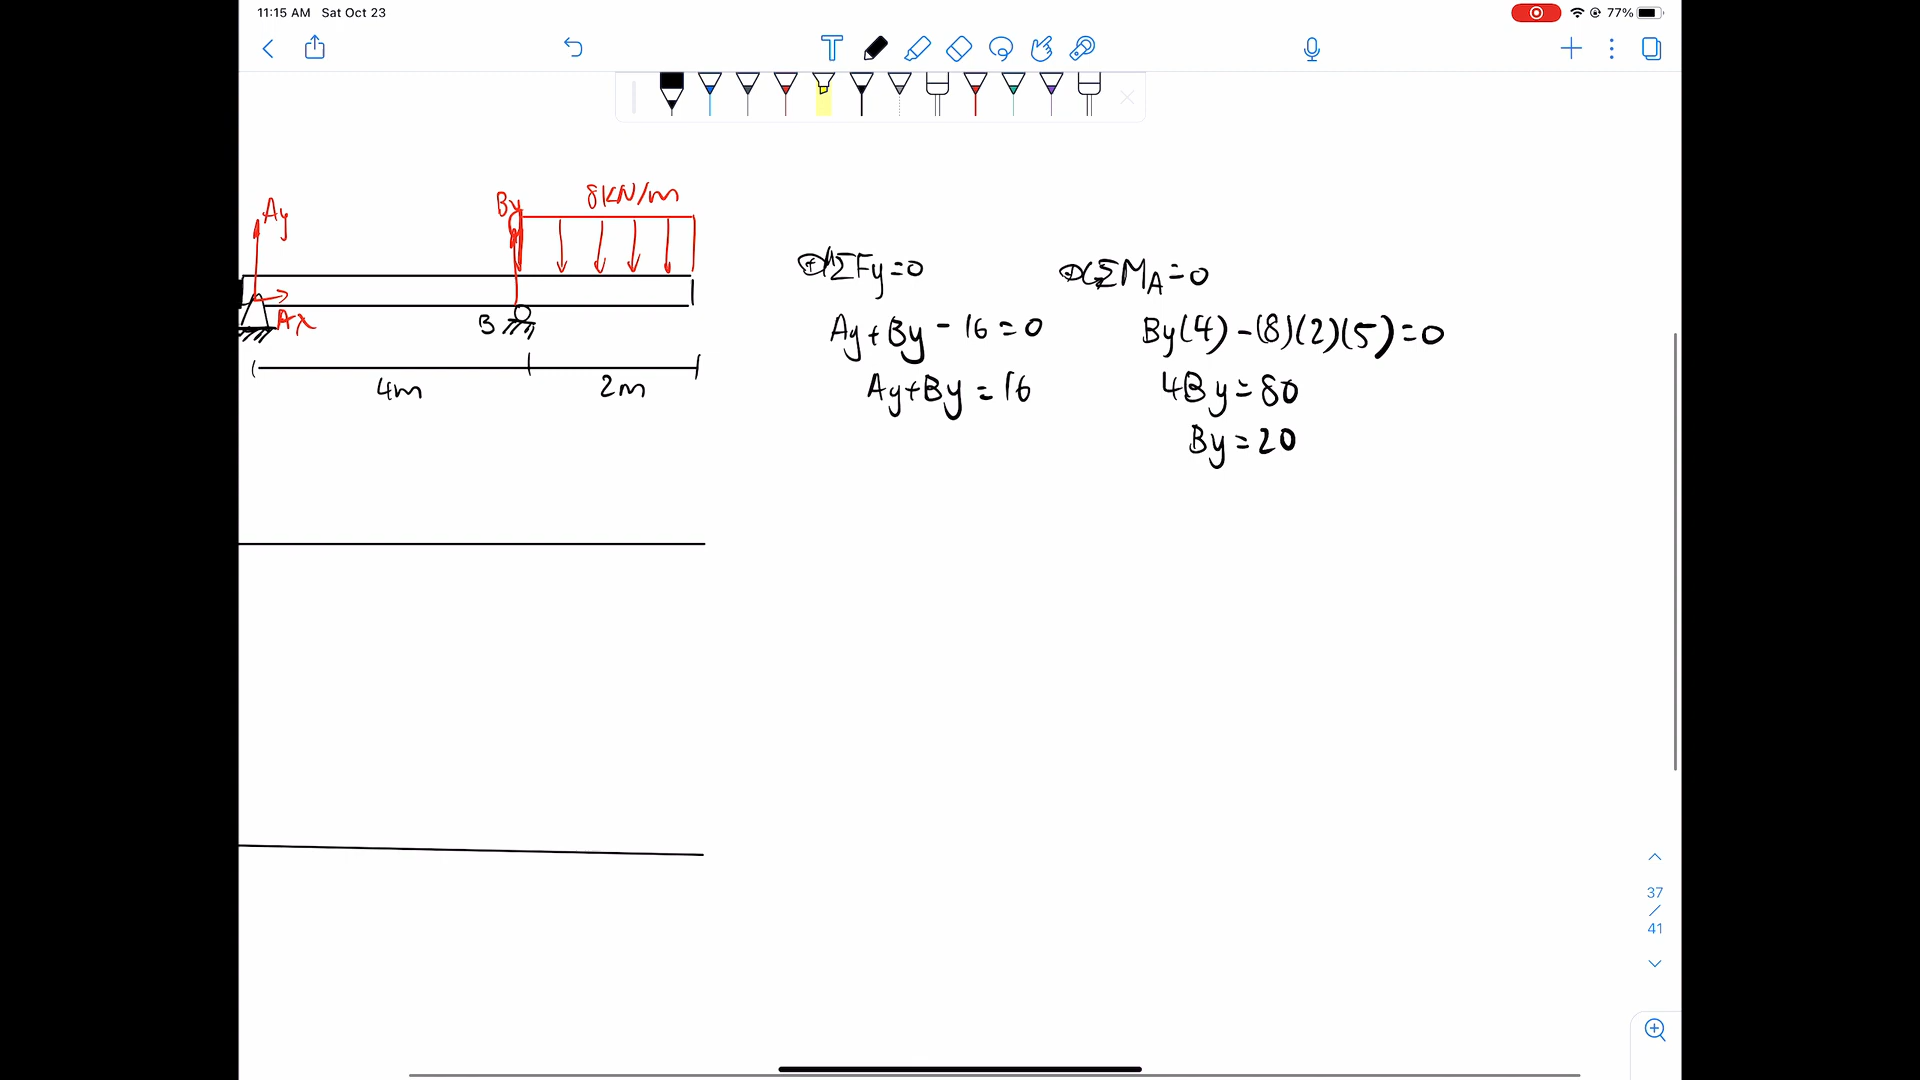 11:15 AM Sat Oct 23
77%
T
Ay
By
8KN/m
Ax
B
4m
2m
+↑ΣFy=0
Ay+By-16=0
Ay+By=16
ΣMA=0
By(4)-(8)(2)(5)=0
4By=80
By=20
37
/
41